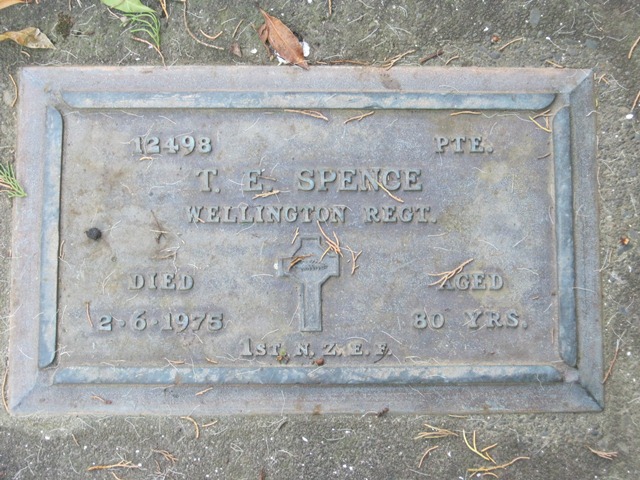 12498 PTE.
T. E. SPENCE
WELLINGTON REGT.
DIED AGED
2·6·1975 80 YRS.
1ST. N. Z. E. F.